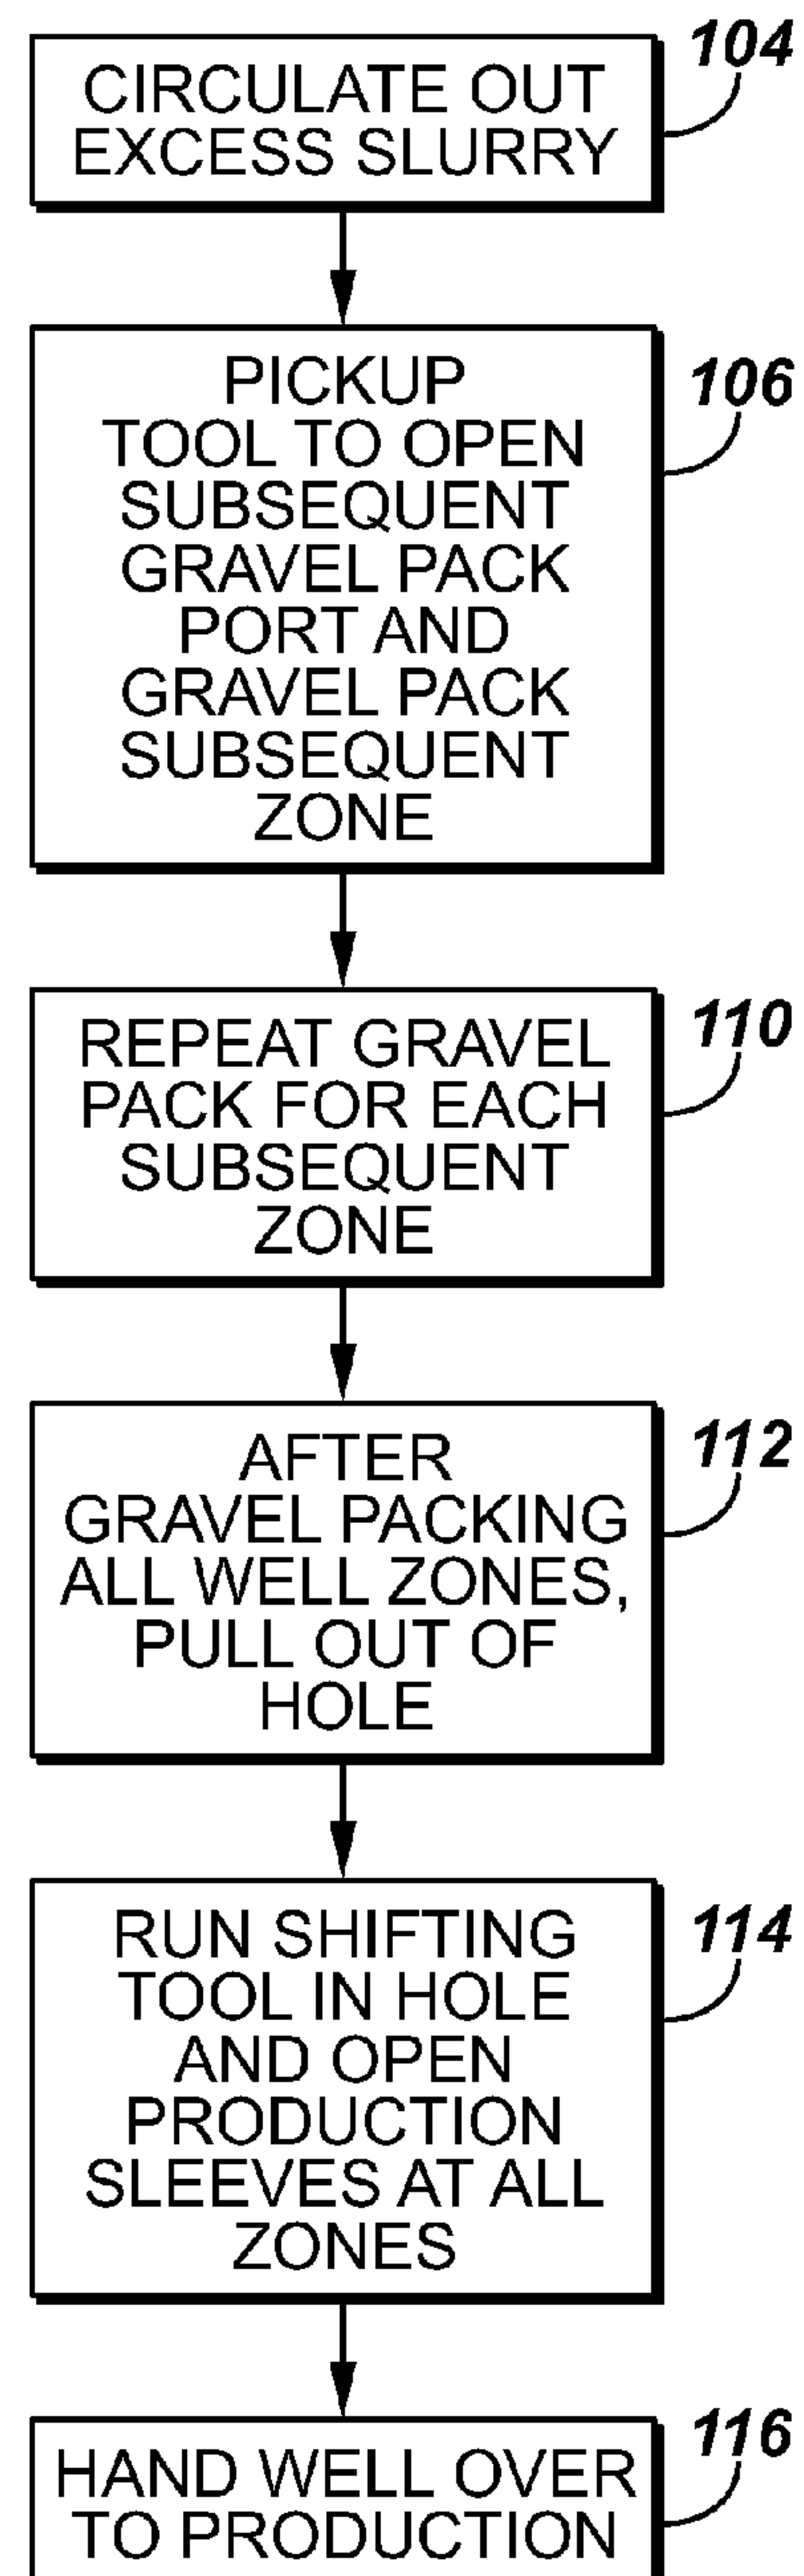 104
CIRCULATE OUT
EXCESS SLURRY
106
PICKUP
TOOL TO OPEN
SUBSEQUENT
GRAVEL PACK
PORT AND
GRAVEL PACK
SUBSEQUENT
ZONE
110
REPEAT GRAVEL
PACK FOR EACH
SUBSEQUENT
ZONE
112
AFTER
GRAVEL PACKING
ALL WELL ZONES,
PULL OUT OF
HOLE
114
RUN SHIFTING
TOOL IN HOLE
AND OPEN
PRODUCTION
SLEEVES AT ALL
ZONES
116
HAND WELL OVER
TO PRODUCTION